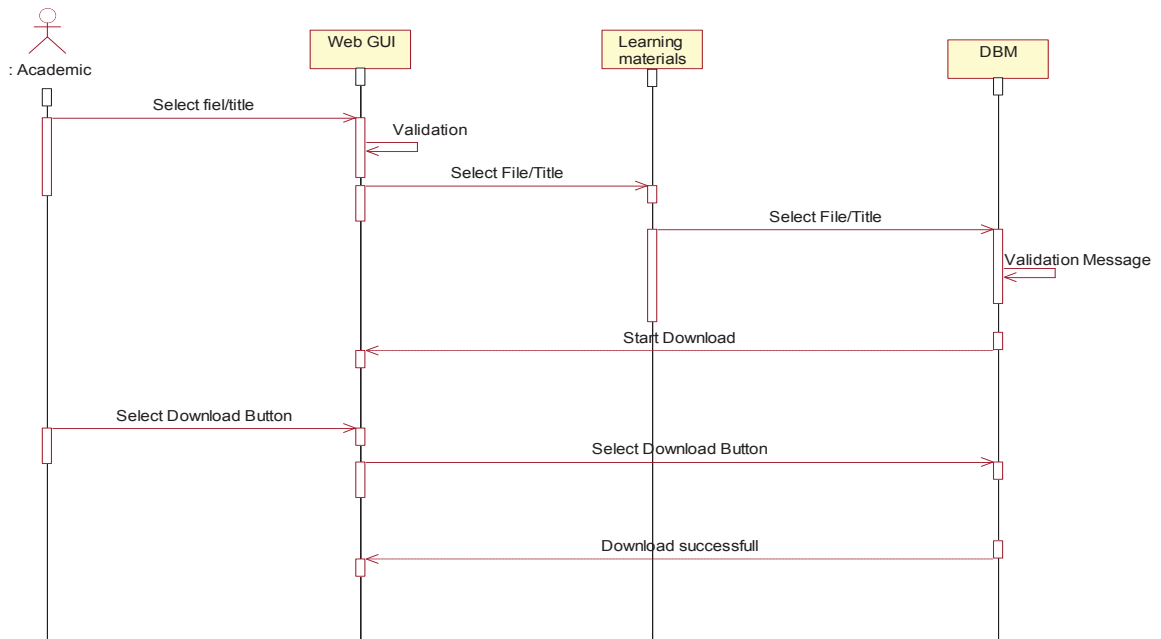 : Academic
Web GUI
Learning
materials
DBM
Select fiel/title
Validation
Select File/Title
Select File/Title
Validation Message
Start Download
Select Download Button
Select Download Button
Download successfull